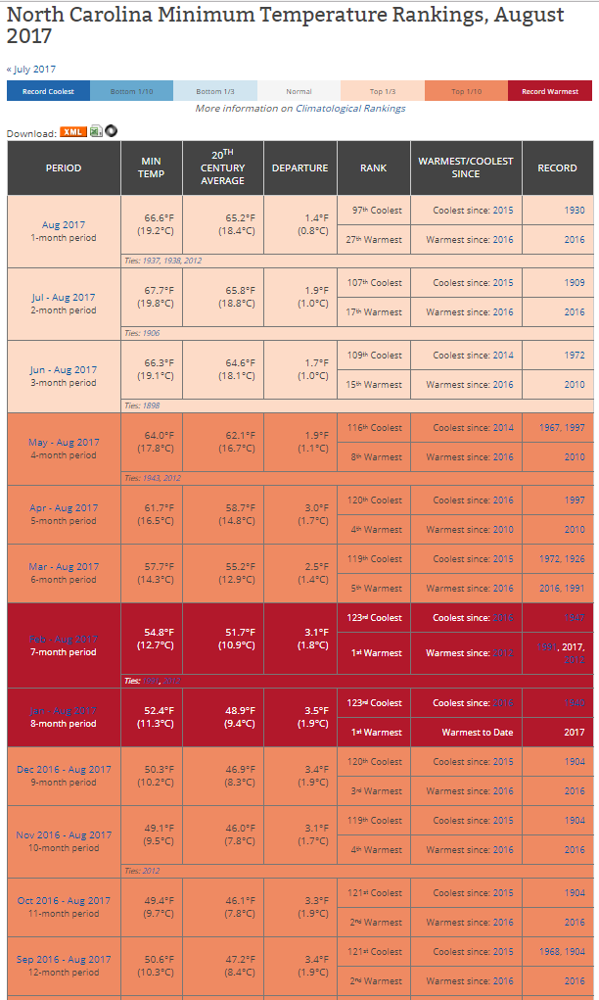 North Carolina Minimum Temperature Rankings, August
2017
« July 2017
Record Coolest Bottom 1/10 Bottom 1/3 Normal Top 1/3 Top 1/10 Record Warmest
More information on Climatological Rankings
Download: XML
PERIOD MIN TEMP 20TH CENTURY AVERAGE DEPARTURE RANK WARMEST/COOLEST SINCE RECORD
Aug 2017 1-month period 66.6°F (19.2°C) 65.2°F (18.4°C) 1.4°F (0.8°C) 97th Coolest Coolest since: 2015 1930
27th Warmest Warmest since: 2016 2016
Ties: 1937, 1938, 2012
Jul - Aug 2017 2-month period 67.7°F (19.8°C) 65.8°F (18.8°C) 1.9°F (1.0°C) 107th Coolest Coolest since: 2015 1909
17th Warmest Warmest since: 2016 2016
Ties: 1906
Jun - Aug 2017 3-month period 66.3°F (19.1°C) 64.6°F (18.1°C) 1.7°F (1.0°C) 109th Coolest Coolest since: 2014 1972
15th Warmest Warmest since: 2016 2010
Ties: 1898
May - Aug 2017 4-month period 64.0°F (17.8°C) 62.1°F (16.7°C) 1.9°F (1.1°C) 116th Coolest Coolest since: 2014 1967, 1997
8th Warmest Warmest since: 2016 2010
Ties: 1943, 2012
Apr - Aug 2017 5-month period 61.7°F (16.5°C) 58.7°F (14.8°C) 3.0°F (1.7°C) 120th Coolest Coolest since: 2016 1997
4th Warmest Warmest since: 2010 2010
Mar - Aug 2017 6-month period 57.7°F (14.3°C) 55.2°F (12.9°C) 2.5°F (1.4°C) 119th Coolest Coolest since: 2015 1972, 1926
5th Warmest Warmest since: 2016 2016, 1991
Feb - Aug 2017 7-month period 54.8°F (12.7°C) 51.7°F (10.9°C) 3.1°F (1.8°C) 123rd Coolest Coolest since: 2016
1st Warmest Warmest since: 2012 1991, 2017, 2012
Ties: 1991, 2012
Jan - Aug 2017 8-month period 52.4°F (11.3°C) 48.9°F (9.4°C) 3.5°F (1.9°C) 123rd Coolest Coolest since: 2016
1st Warmest Warmest to Date 2017
Dec 2016 - Aug 2017 9-month period 50.3°F (10.2°C) 46.9°F (8.3°C) 3.4°F (1.9°C) 120th Coolest Coolest since: 2015 1904
3rd Warmest Warmest since: 2016 2016
Nov 2016 - Aug 2017 10-month period 49.1°F (9.5°C) 46.0°F (7.8°C) 3.1°F (1.7°C) 119th Coolest Coolest since: 2015 1904
4th Warmest Warmest since: 2016 2016
Ties: 2012
Oct 2016 - Aug 2017 11-month period 49.4°F (9.7°C) 46.1°F (7.8°C) 3.3°F (1.9°C) 121st Coolest Coolest since: 2015 1904
2nd Warmest Warmest since: 2016 2016
Sep 2016 - Aug 2017 12-month period 50.6°F (10.3°C) 47.2°F (8.4°C) 3.4°F (1.9°C) 121st Coolest Coolest since: 2015 1968, 1904
2nd Warmest Warmest since: 2016 2016